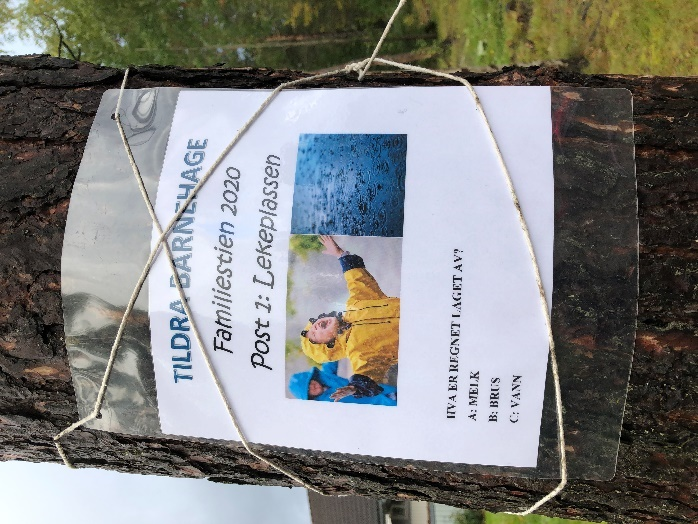 TILDRA BARNEHAGE
Familiestien 2020
Post 1: Lekeplassen
HVA ER REGNET LAGET AV?
A: MELK
B: BRUS
C: VANN